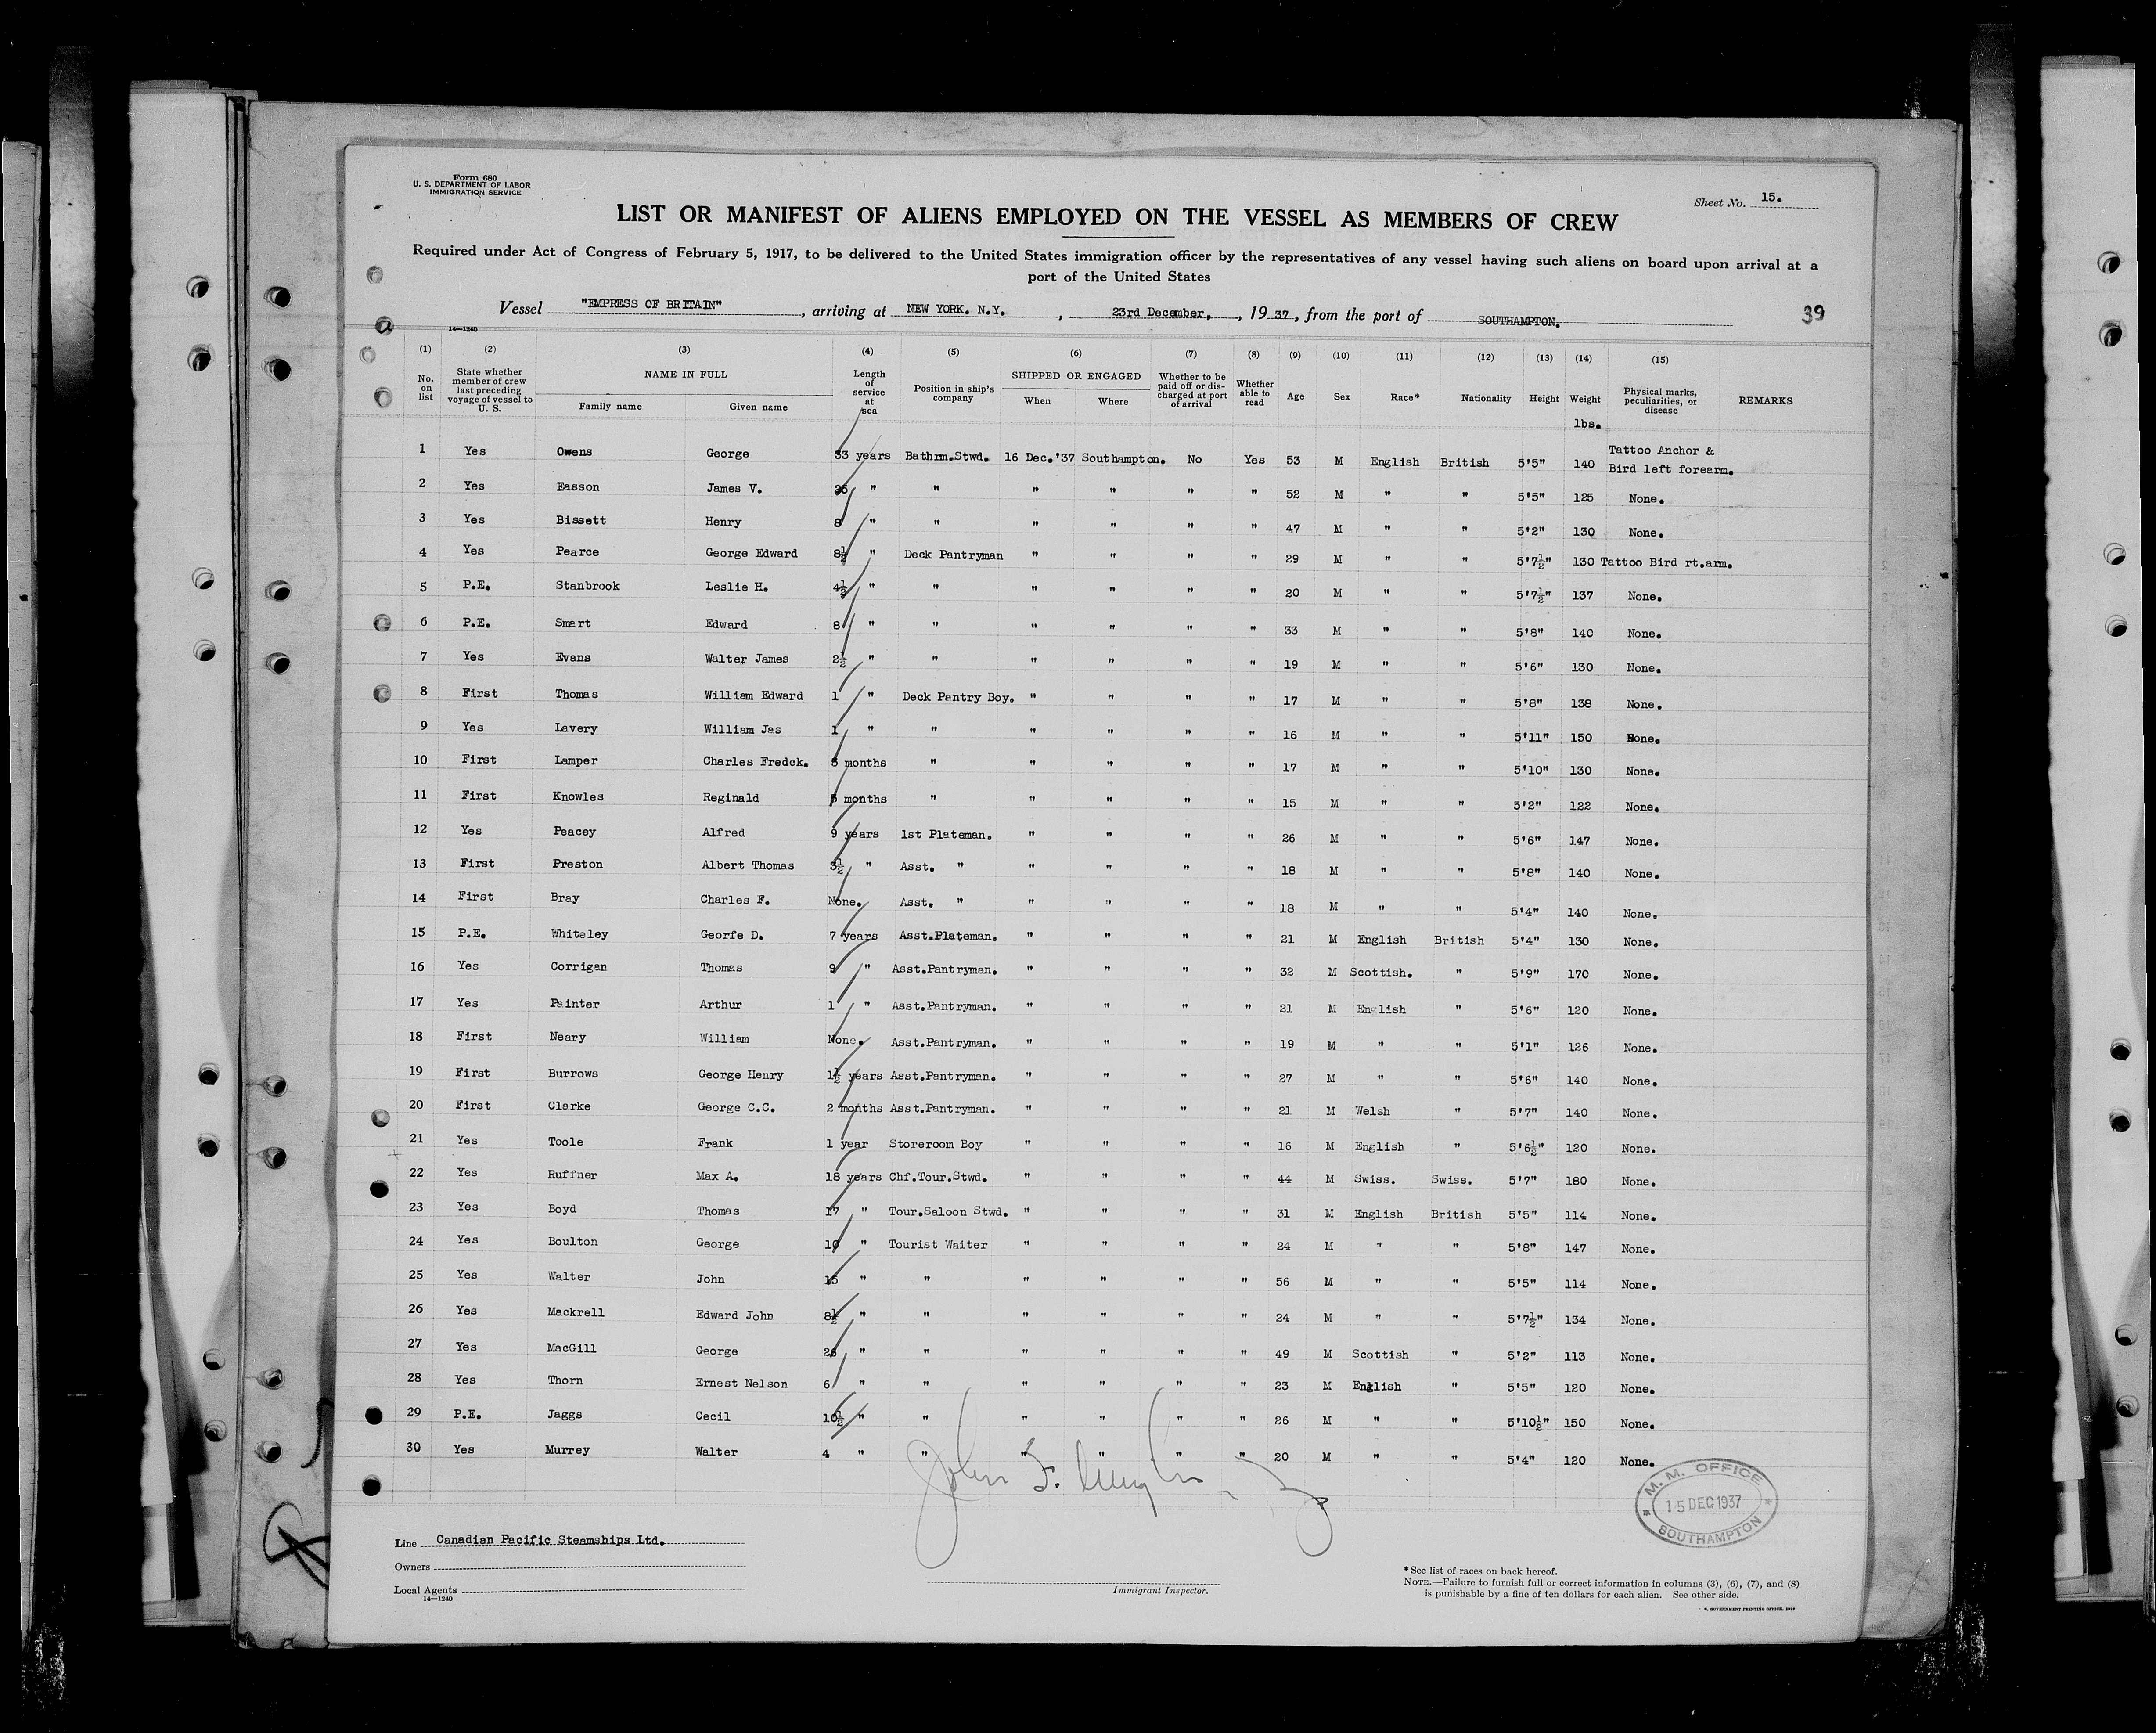 Form 680
U. S. DEPARTMENT OF LABOR
IMMIGRATION SERVICE
Sheet No. 15.
LIST OR MANIFEST OF ALIENS EMPLOYED ON THE VESSEL AS MEMBERS OF CREW
Required under Act of Congress of February 5, 1917, to be delivered to the United States immigration officer by the representatives of any vessel having such aliens on board upon arrival at a
port of the United States
Vessel "EMPRESS OF BRITAIN", arriving at NEW YORK. N.Y., 23rd December., 19 37, from the port of SOUTHAMPTON. 39
14—1240
(1) (2) (3) (4) (5) (6) (7) (8) (9) (10) (11) (12) (13) (14) (15)
No. on list State whether member of crew last preceding voyage of vessel to U. S. NAME IN FULL Family name Given name Length of service at sea Position in ship's company SHIPPED OR ENGAGED When Where Whether to be paid off or discharged at port of arrival Whether able to read Age Sex Race* Nationality Height Weight Physical marks, peculiarities, or disease REMARKS
lbs.
1 Yes Owens George 33 years Bathrm.Stwd. 16 Dec.'37 Southampton. No Yes 53 M English British 5'5" 140 Tattoo Anchor & Bird left forearm.
2 Yes Easson James V. " " " " " " 52 M " " 5'5" 125 None.
3 Yes Bissett Henry 8 " " " " " " 47 M " " 5'2" 130 None.
4 Yes Pearce George Edward 8½ " Deck Pantryman " " " " 29 M " " 5'7½" 130 Tattoo Bird rt.arm.
5 P.E. Stanbrook Leslie H. 4½ " " " " " " 20 M " " 5'7½" 137 None.
6 P.E. Smart Edward 8 " " " " " " 33 M " " 5'8" 140 None.
7 Yes Evans Walter James 2½ " " " " " " 19 M " " 5'6" 130 None.
8 First Thomas William Edward 1 " Deck Pantry Boy. " " " " 17 M " " 5'8" 138 None.
9 Yes Lavery William Jas 1 " " " " " " 16 M " " 5'11" 150 None.
10 First Lamper Charles Fredck. months " " " " " 17 M " " 5'10" 130 None.
11 First Knowles Reginald months " " " " " 15 M " " 5'2" 122 None.
12 Yes Peacey Alfred 9 years 1st Plateman. " " " " 26 M " " 5'6" 147 None.
13 First Preston Albert Thomas 3½ " Asst. " " " " " 18 M " " 5'8" 140 None.
14 First Bray Charles F. None. Asst. " " " " " 18 M " " 5'4" 140 None.
15 P.E. Whiteley Georfe D. 7 years Asst.Plateman. " " " " 21 M English British 5'4" 130 None.
16 Yes Corrigan Thomas 9 " Asst.Pantryman. " " " " 32 M Scottish. " 5'9" 170 None.
17 Yes Painter Arthur 1 " Asst.Pantryman. " " " " 21 M English " 5'6" 120 None.
18 First Neary William None. Asst.Pantryman. " " " " 19 M " " 5'1" 126 None.
19 First Burrows George Henry 1½ years Asst.Pantryman. " " " " 27 M " " 5'6" 140 None.
20 First Clarke George C.C. 2 months Asst.Pantryman. " " " " 21 M Welsh " 5'7" 140 None.
21 Yes Toole Frank 1 year Storeroom Boy " " " " 16 M English " 5'6½" 120 None.
22 Yes Ruffner Max A. 18 years Chf.Tour.Stwd. " " " " 44 M Swiss. Swiss. 5'7" 180 None.
23 Yes Boyd Thomas 17 " Tour.Saloon Stwd. " " " " 31 M English British 5'5" 114 None.
24 Yes Boulton George 10 " Tourist Waiter " " " " 24 M " " 5'8" 147 None.
25 Yes Walter John 15 " " " " " " 56 M " " 5'5" 114 None.
26 Yes Mackrell Edward John 8½ " " " " " " 24 M " " 5'7½" 134 None.
27 Yes MacGill George " " " " " " 49 M Scottish " 5'2" 113 None.
28 Yes Thorn Ernest Nelson 6 " " " " " " 23 M English " 5'5" 120 None.
29 P.E. Jaggs Cecil 10½ " " " " " " 26 M " " 5'10½" 150 None.
30 Yes Murrey Walter 4 " " " " " " 20 M " " 5'4" 120 None.
John
M. M. OFFICE
15 DEC 1937
SOUTHAMPTON
Line Canadian Pacific Steamships Ltd.
Owners
Local Agents
14—1240
Immigrant Inspector.
*See list of races on back hereof.
NOTE.—Failure to furnish full or correct information in columns (3), (6), (7), and (8)
is punishable by a fine of ten dollars for each alien. See other side.
GOVERNMENT PRINTING OFFICE